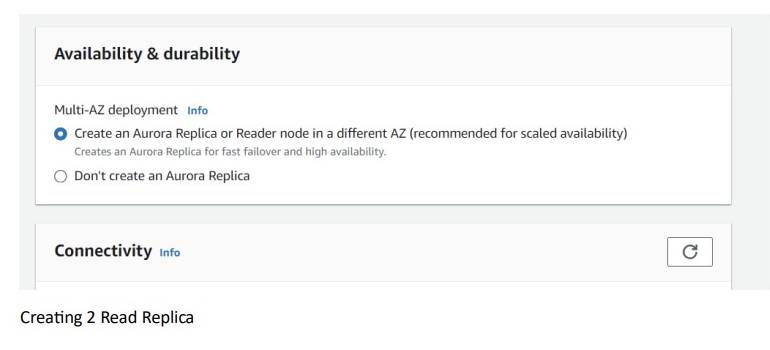 Availability & durability
Multi-AZ deployment Info
Create an Aurora Replica or Reader node in a different AZ (recommended for scaled availability)
Creates an Aurora Replica for fast failover and high availability.
Don't create an Aurora Replica
Connectivity Info
Creating 2 Read Replica